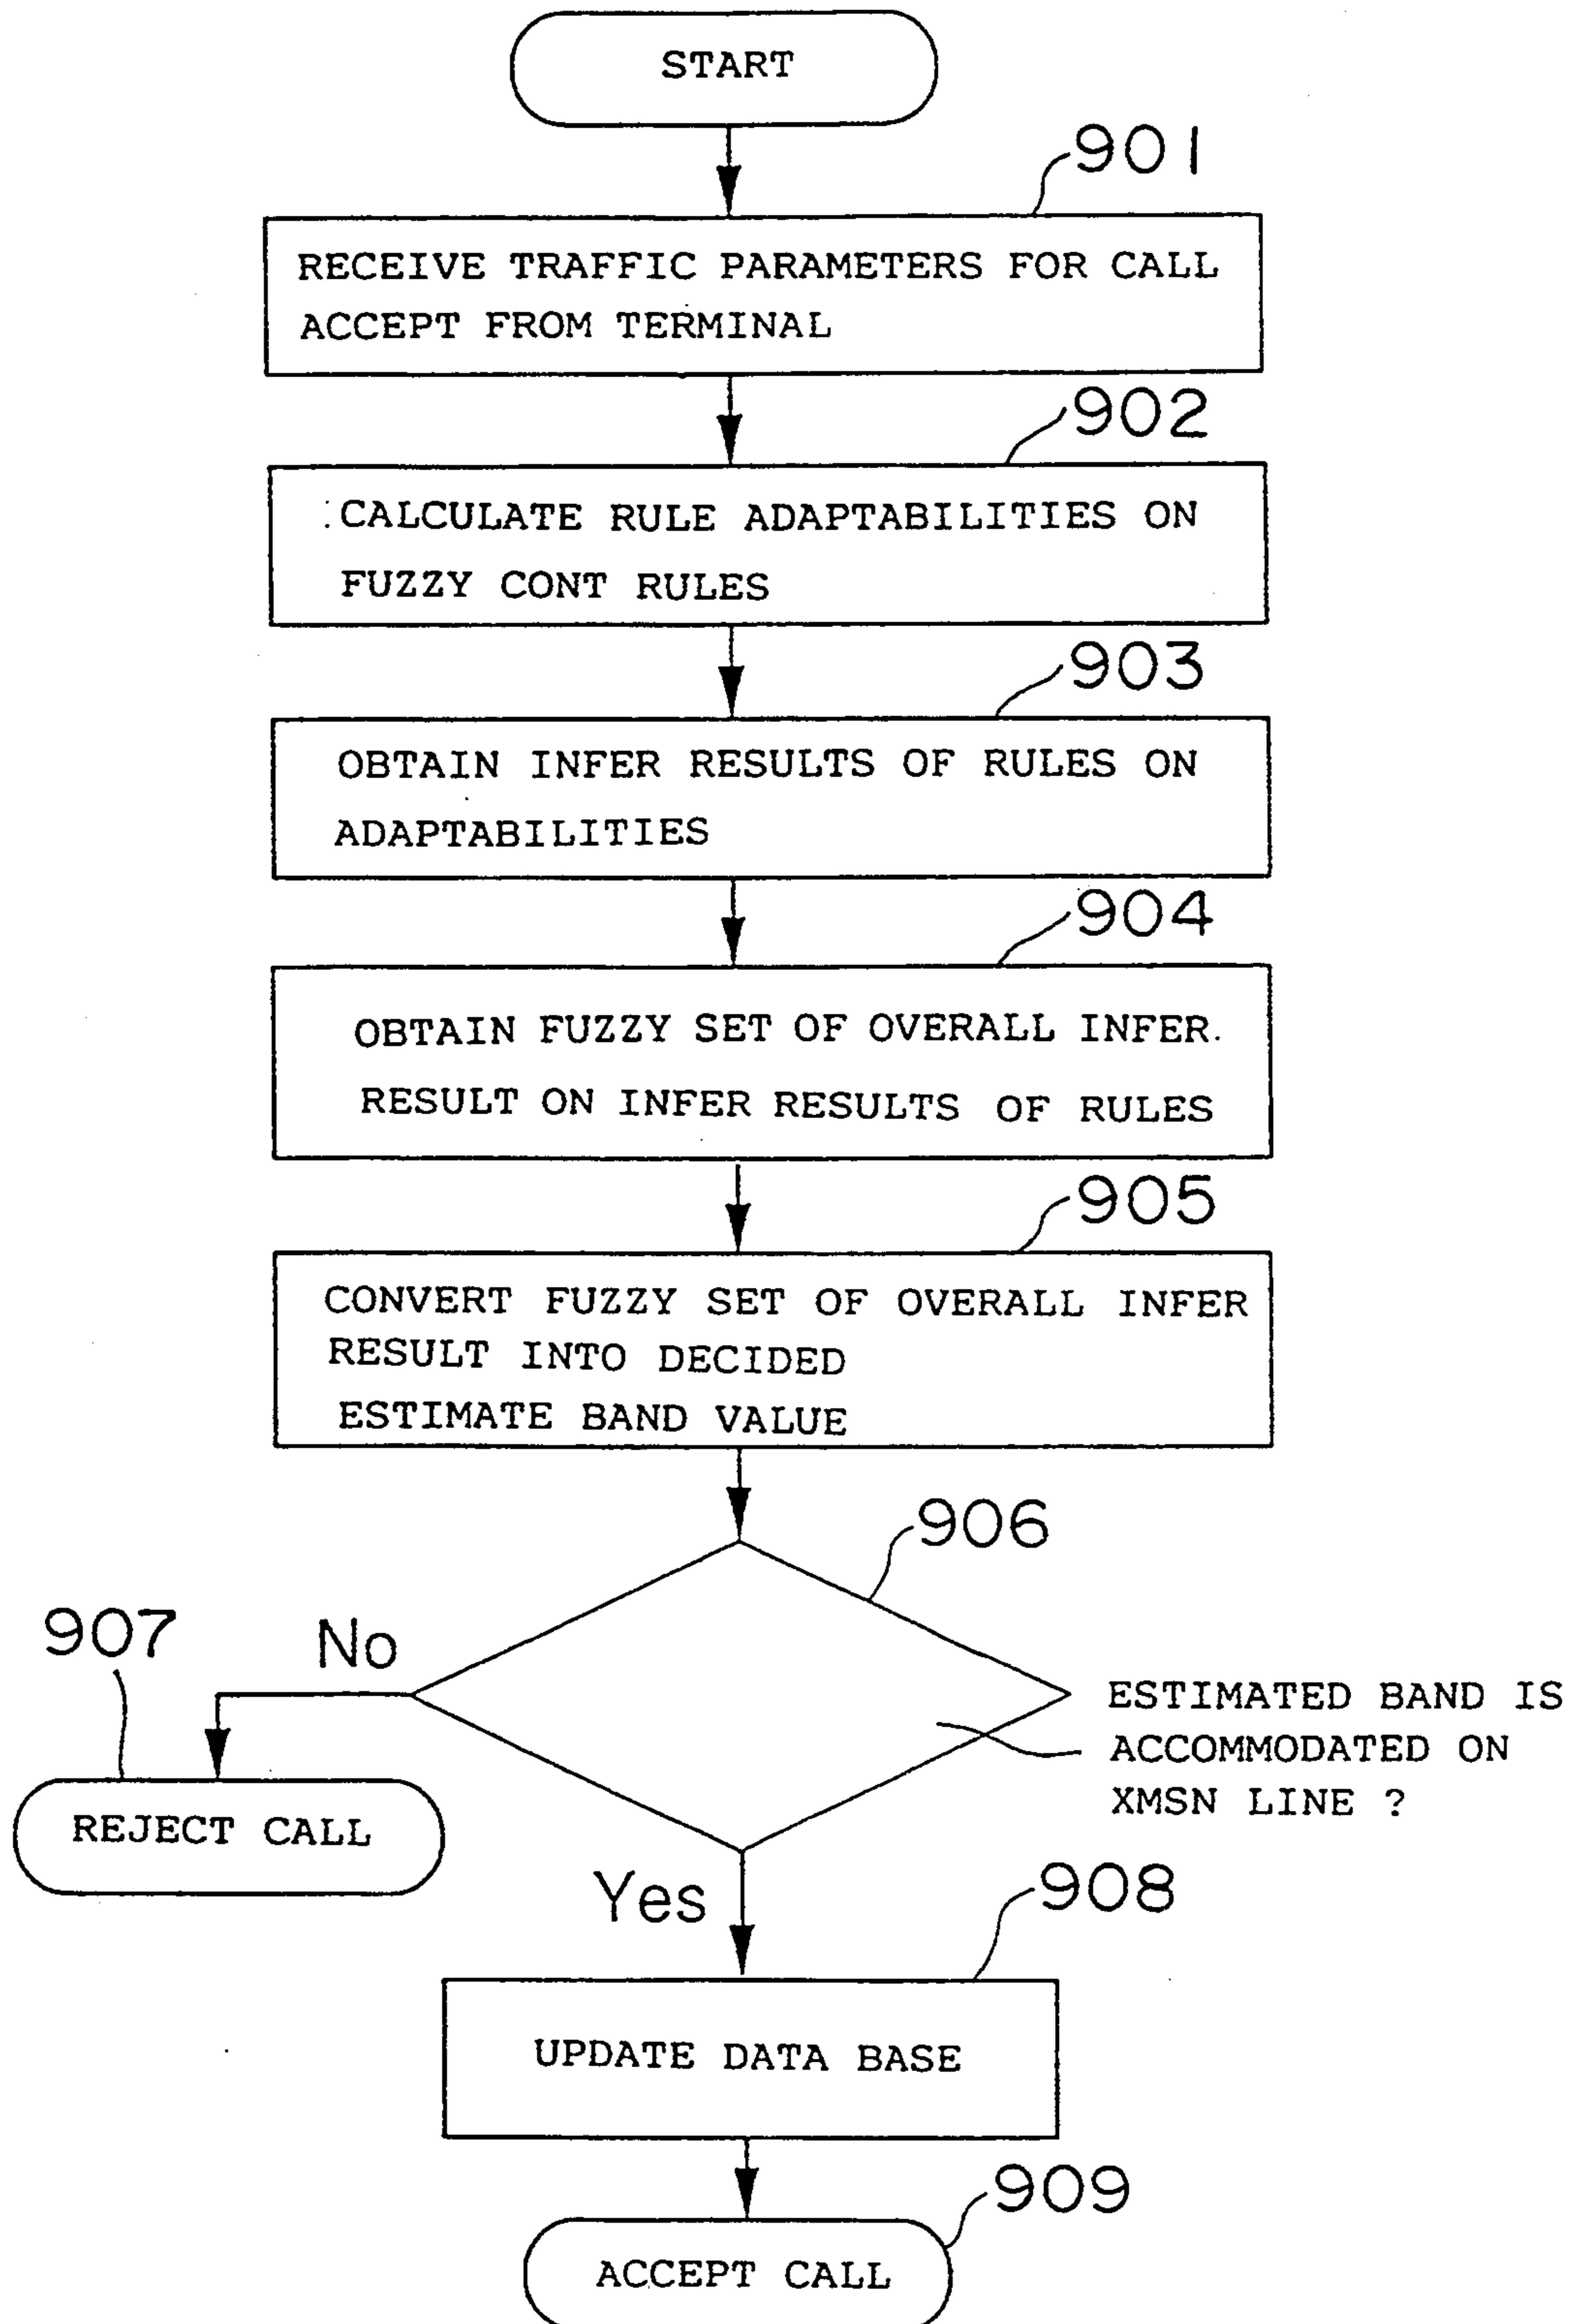 START
901
RECEIVE TRAFFIC PARAMETERS FOR CALL
ACCEPT FROM TERMINAL
902
CALCULATE RULE ADAPTABILITIES ON
FUZZY CONT RULES
903
OBTAIN INFER RESULTS OF RULES ON
ADAPTABILITIES
904
OBTAIN FUZZY SET OF OVERALL INFER.
RESULT ON INFER RESULTS OF RULES
905
CONVERT FUZZY SET OF OVERALL INFER
RESULT INTO DECIDED
ESTIMATE BAND VALUE
906
907
No
ESTIMATED BAND IS
ACCOMMODATED ON
XMSN LINE ?
REJECT CALL
Yes
908
UPDATE DATA BASE
909
ACCEPT CALL